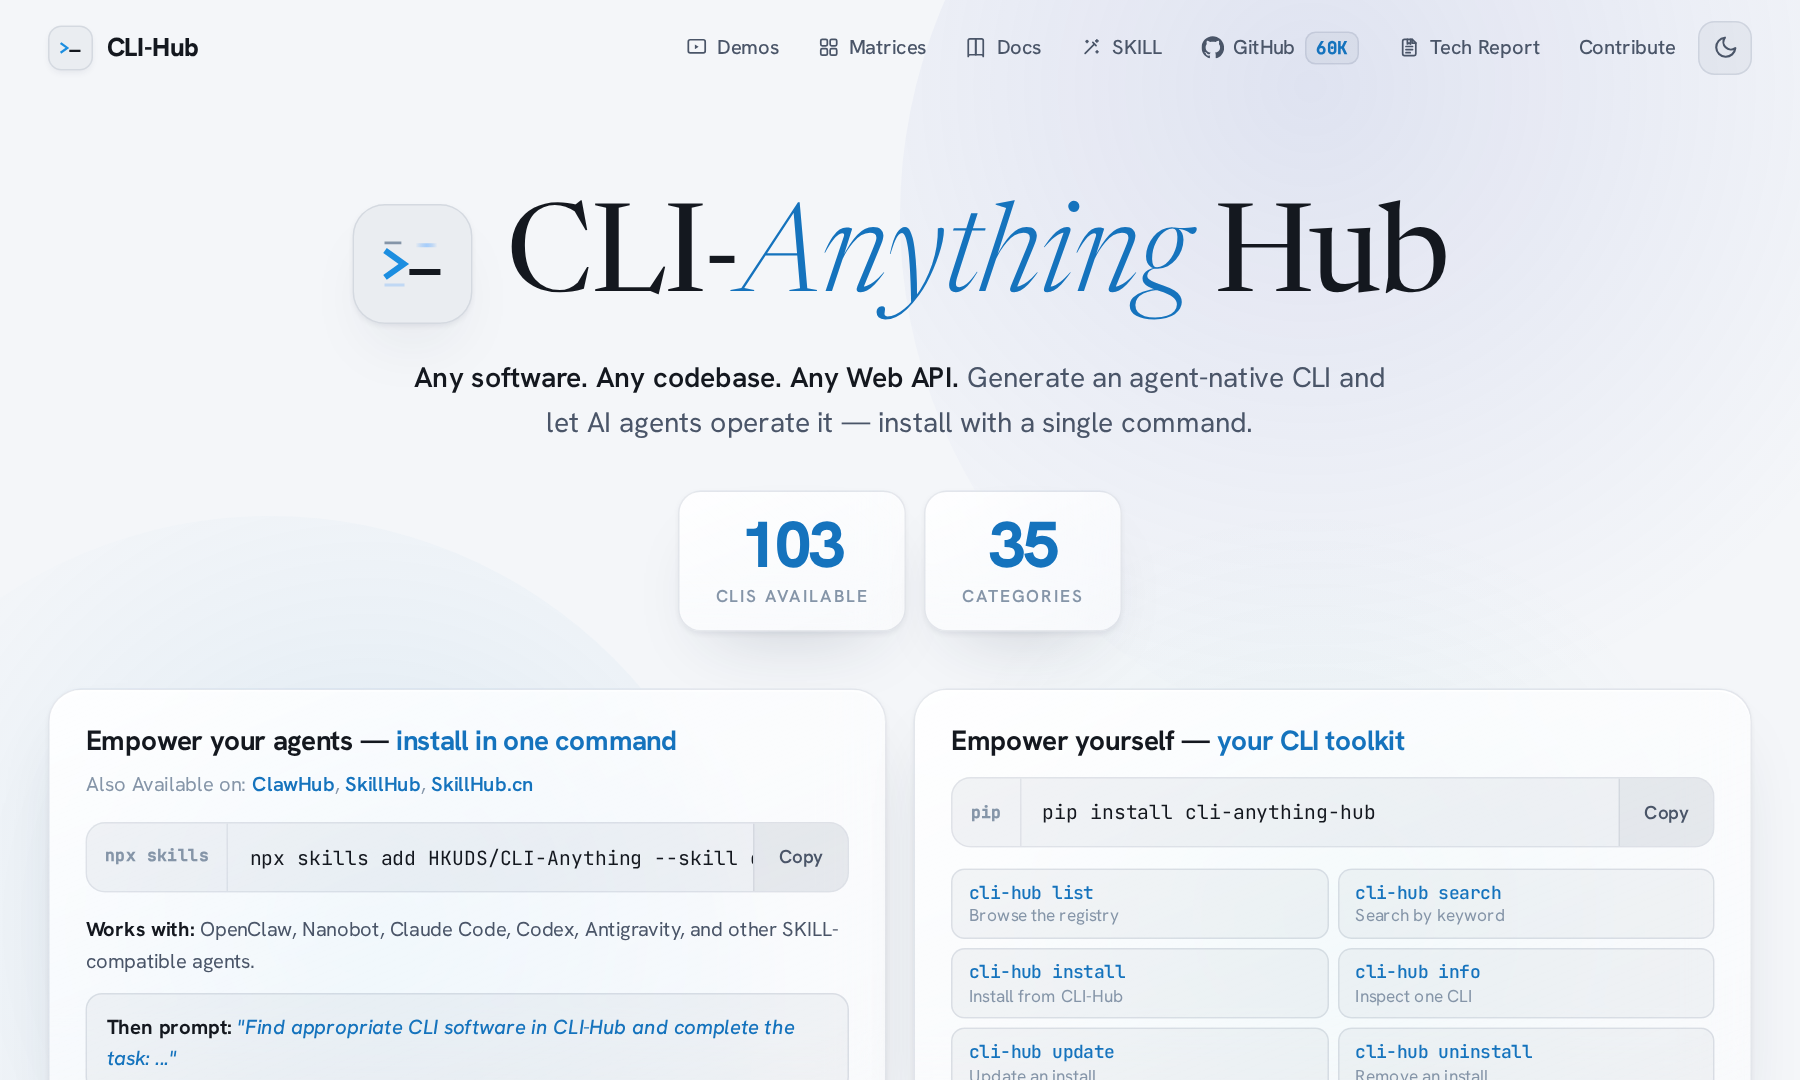 CLI-Hub
Demos
Matrices
Docs
SKILL
GitHub 60K
Tech Report
Contribute
CLI-Anything Hub
Any software. Any codebase. Any Web API. Generate an agent-native CLI and
let AI agents operate it — install with a single command.
103
CLIS AVAILABLE
35
CATEGORIES
Empower your agents — install in one command
Also Available on: ClawHub, SkillHub, SkillHub.cn
npx skills
npx skills add HKUDS/CLI-Anything --skill
Copy
Works with: OpenClaw, Nanobot, Claude Code, Codex, Antigravity, and other SKILL-
compatible agents.
Then prompt: "Find appropriate CLI software in CLI-Hub and complete the
task: ..."
Empower yourself — your CLI toolkit
pip
pip install cli-anything-hub
Copy
cli-hub list
Browse the registry
cli-hub search
Search by keyword
cli-hub install
Install from CLI-Hub
cli-hub info
Inspect one CLI
cli-hub update
Update an install
cli-hub uninstall
Remove an install